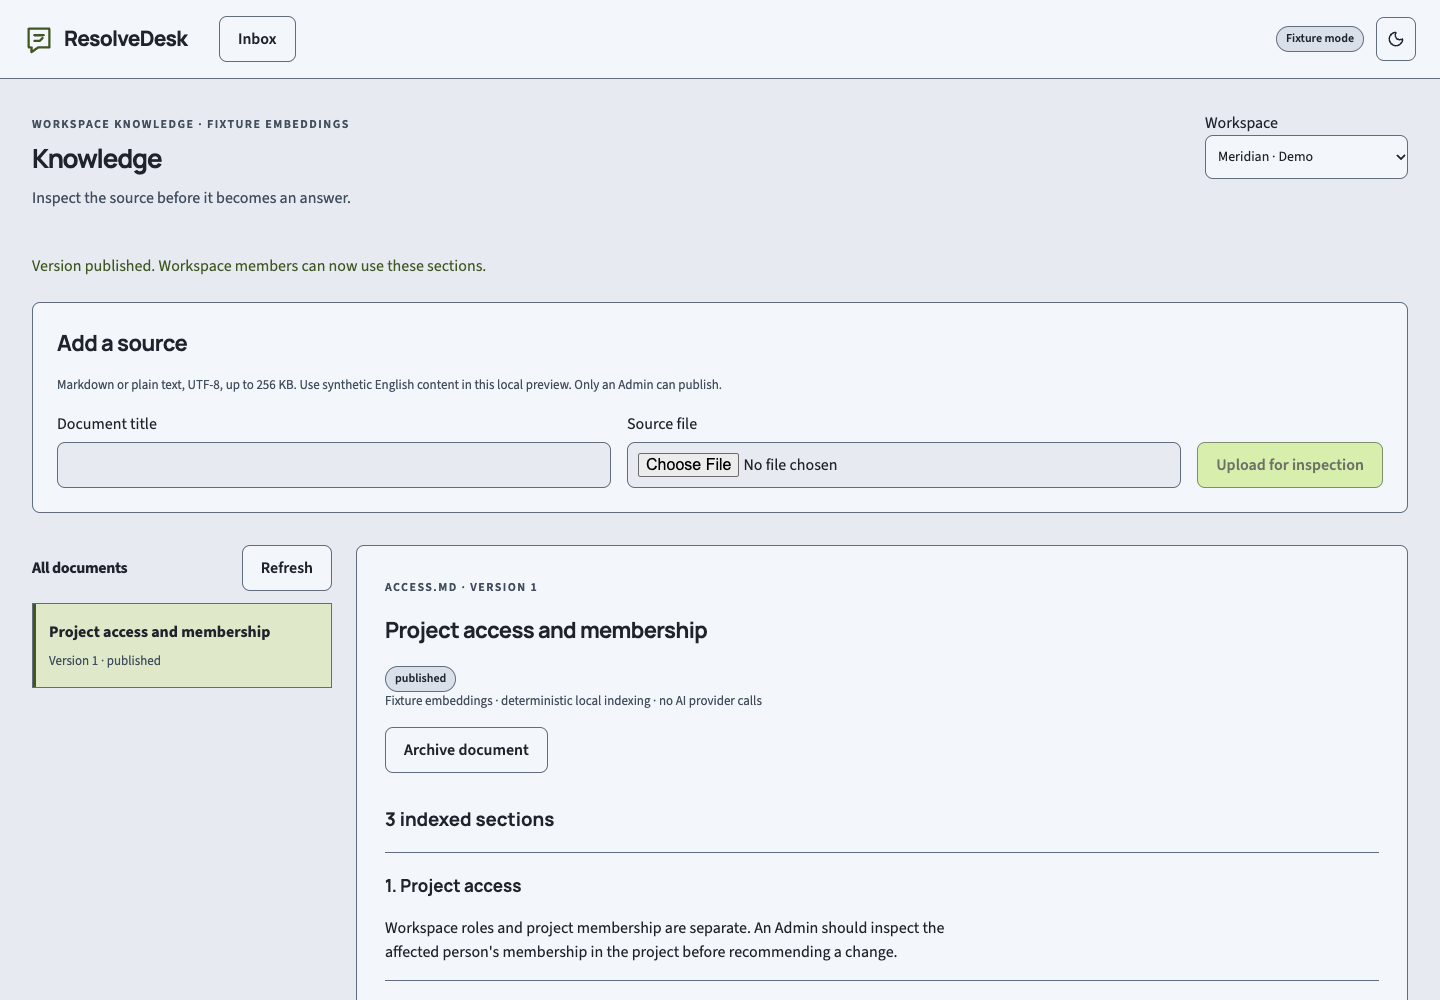 ResolveDesk
Inbox
Fixture mode
WORKSPACE KNOWLEDGE · FIXTURE EMBEDDINGS
Knowledge
Inspect the source before it becomes an answer.
Workspace
Meridian · Demo
Version published. Workspace members can now use these sections.
Add a source
Markdown or plain text, UTF-8, up to 256 KB. Use synthetic English content in this local preview. Only an Admin can publish.
Document title
Source file
Choose File No file chosen
Upload for inspection
All documents
Refresh
Project access and membership
Version 1 · published
ACCESS.MD · VERSION 1
Project access and membership
published
Fixture embeddings · deterministic local indexing · no AI provider calls
Archive document
3 indexed sections
1. Project access
Workspace roles and project membership are separate. An Admin should inspect the
affected person's membership in the project before recommending a change.